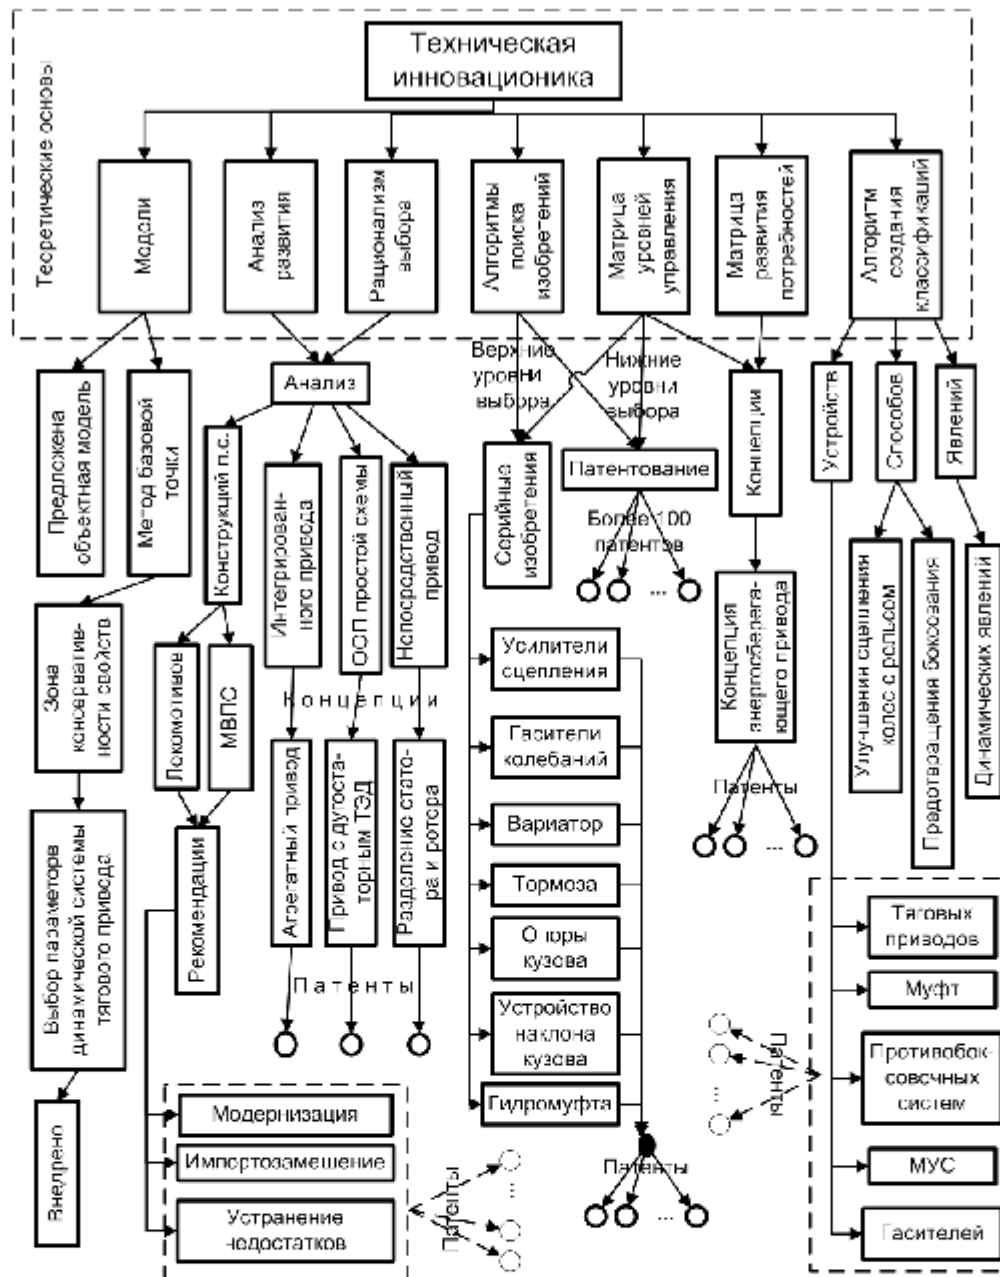 Техническая
инновационика
Теоретические основы
Модели
Анализ
развития
Рационализм
выбора
Алгоритмы
поиска
изобретений
Матрица
уровней
управления
Матрица
развития
потребностей
Алгоритм
создания
классификаций
Предложена
объектная модель
Метод базовой
точки
Анализ
Верхние
уровни
выбора
Нижние
уровни
выбора
Концепции
Устройств
Способов
Явлений
Конструкций п.с.
Интегрирован-
ного привода
ООП простой схемы
Непосредственный
привод
Серийные
изобретения
Патентование
Более 100
патентов
...
Зона
консерватив-
ности свойств
Локомотивов
МВПС
Концепции
Усилители
сцепления
Концепция
энергосберега-
ющего привода
Улучшении сцепления
колес с рельсом
Предотвращения боксования
Динамических явлений
Выбор параметров
динамической системы
тягового привода
Рекомендации
Агрегатный привод
Привод с дугоста-
торным ТЭД
Разделение стато-
ра и ротора
Гасители
колебаний
Вариатор
Тормоза
Опоры
кузова
Устройство
наклона
кузова
Гидромуфта
Патенты
...
Патенты
Тяговых
приводов
Муфт
Противобок-
совочных
систем
МУС
Гасителей
Патенты
...
Внедрено
Модернизация
Импортозамещение
Устранение
недостатков
Патенты
...
Патенты
...